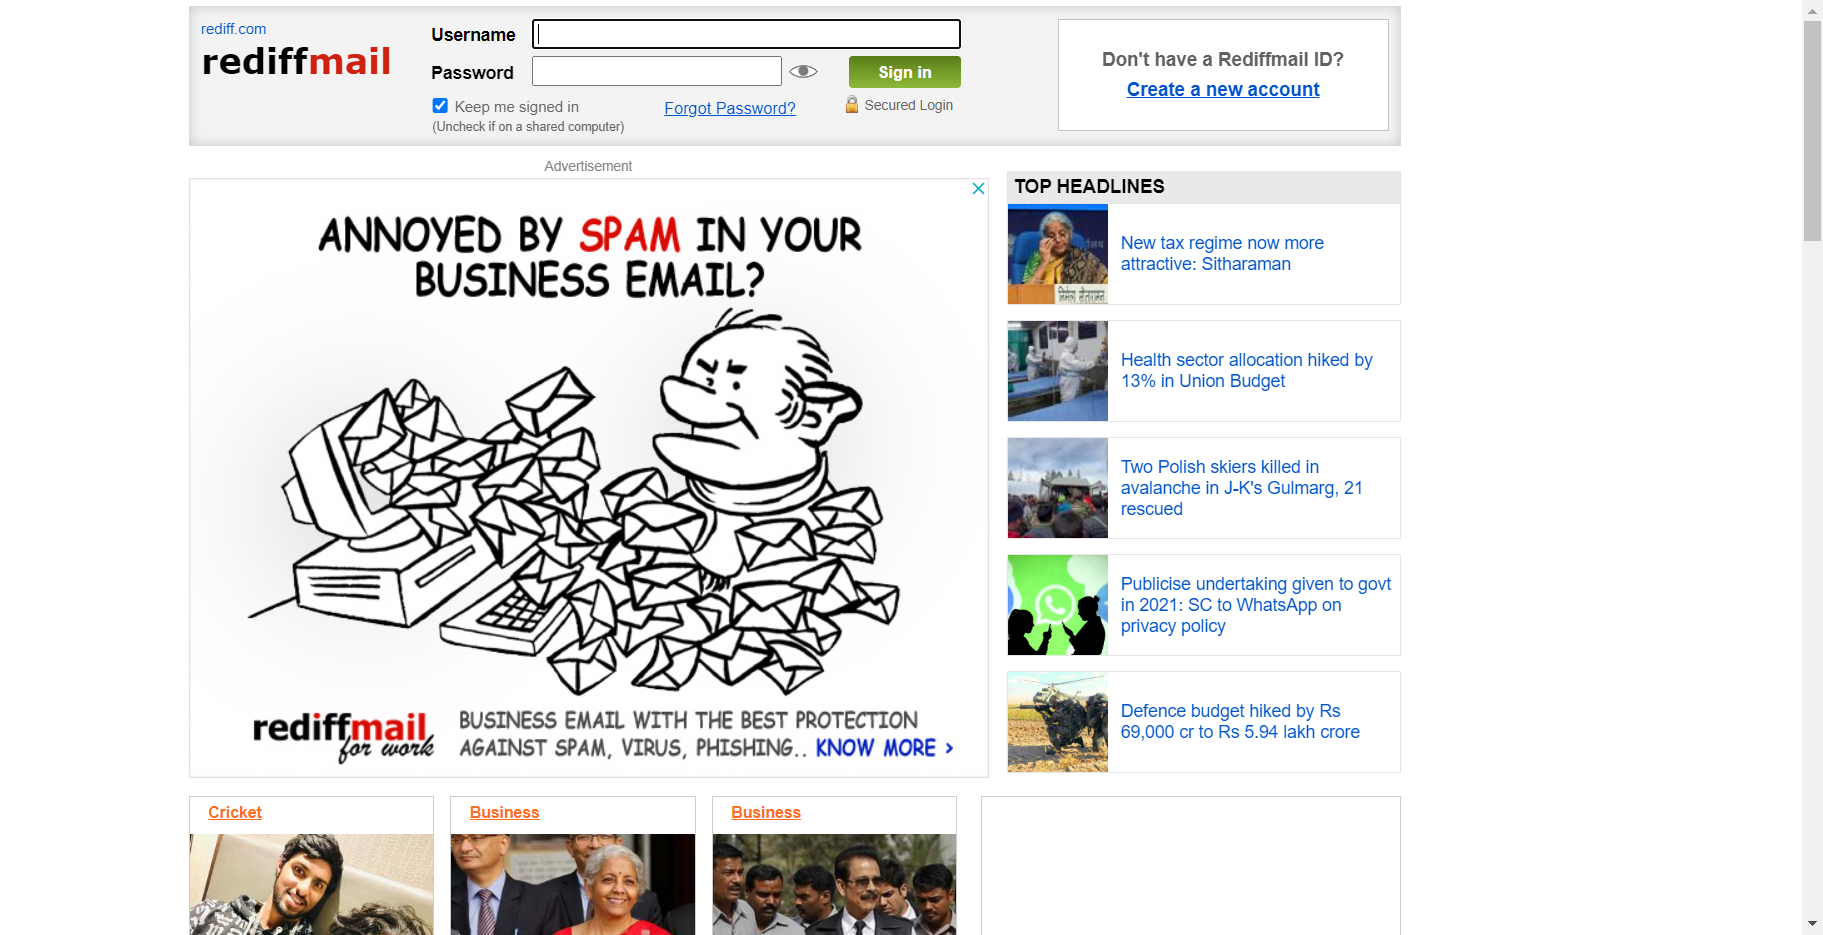 rediff.com
rediffmail
Username
Password
Sign in
Keep me signed in
(Uncheck if on a shared computer)
Forgot Password?
Secured Login
Don't have a Rediffmail ID?
Create a new account
Advertisement
ANNOYED BY SPAM IN YOUR
BUSINESS EMAIL?
rediffmail
for work
BUSINESS EMAIL WITH THE BEST PROTECTION
AGAINST SPAM, VIRUS, PHISHING.. KNOW MORE >
TOP HEADLINES
New tax regime now more
attractive: Sitharaman
Health sector allocation hiked by
13% in Union Budget
Two Polish skiers killed in
avalanche in J-K's Gulmarg, 21
rescued
Publicise undertaking given to govt
in 2021: SC to WhatsApp on
privacy policy
Defence budget hiked by Rs
69,000 cr to Rs 5.94 lakh crore
Cricket
Business
Business